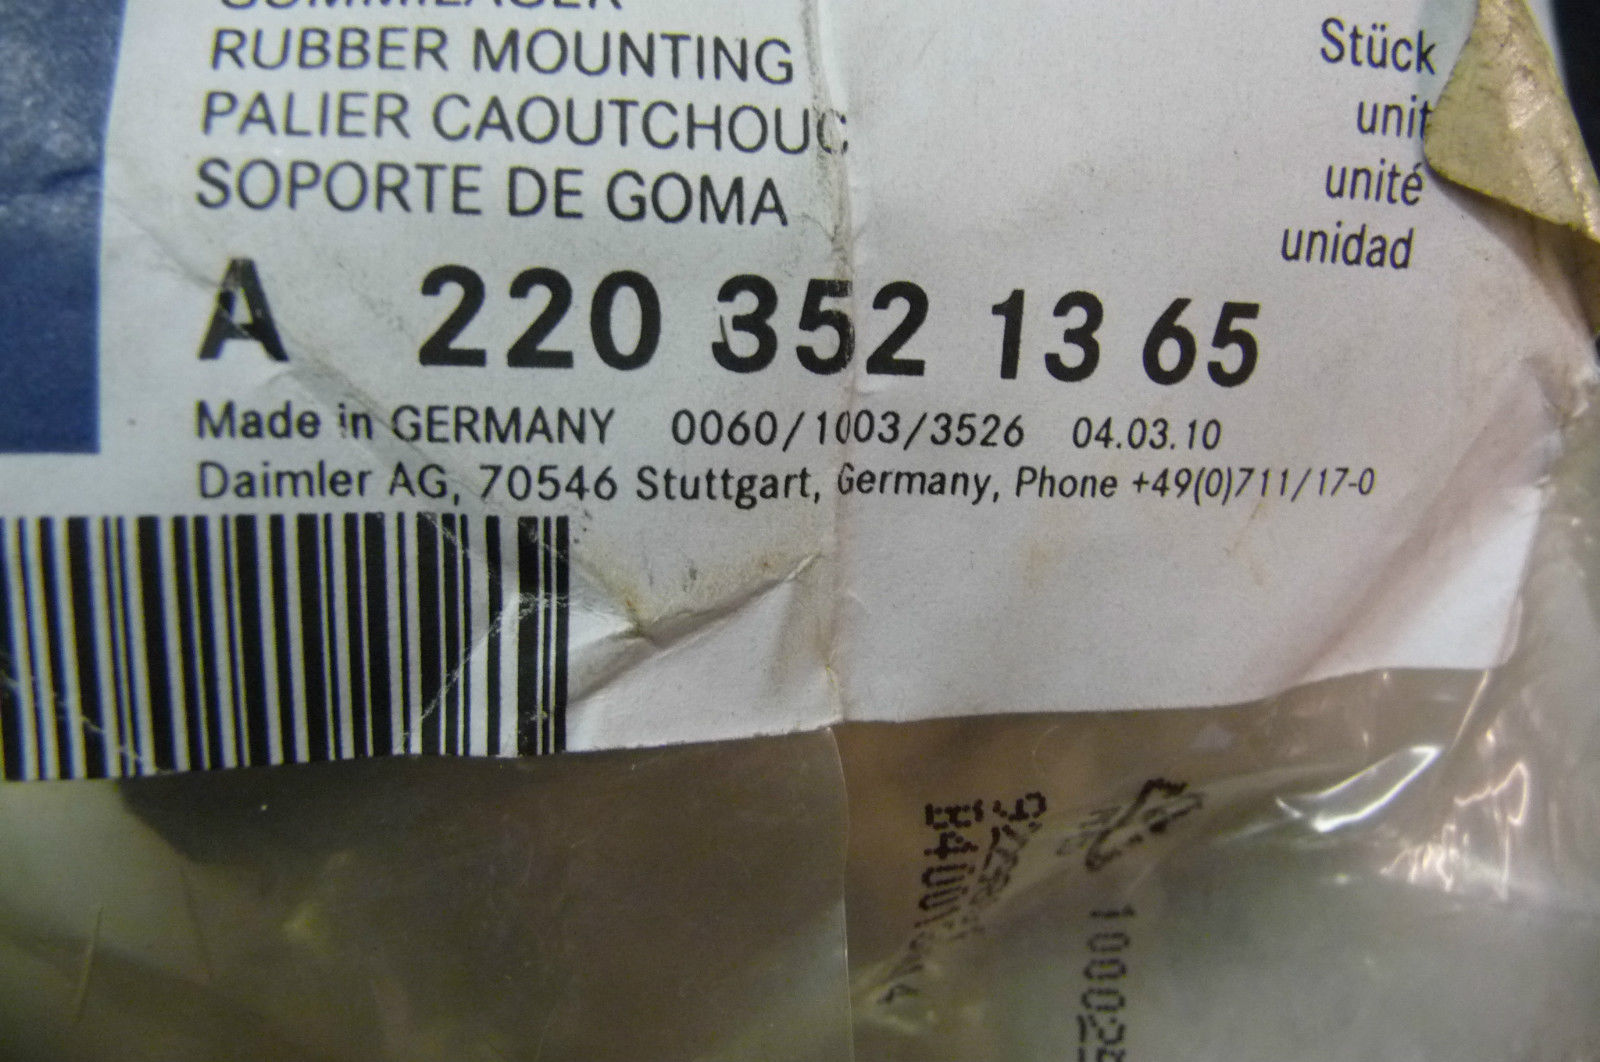 GUMMILAGER
RUBBER MOUNTING
PALIER CAOUTCHOUC
SOPORTE DE GOMA
Stück
unit
unité
unidad
A 220 352 13 65
Made in GERMANY 0060/1003/3526 04.03.10
Daimler AG, 70546 Stuttgart, Germany, Phone +49(0)711/17-0